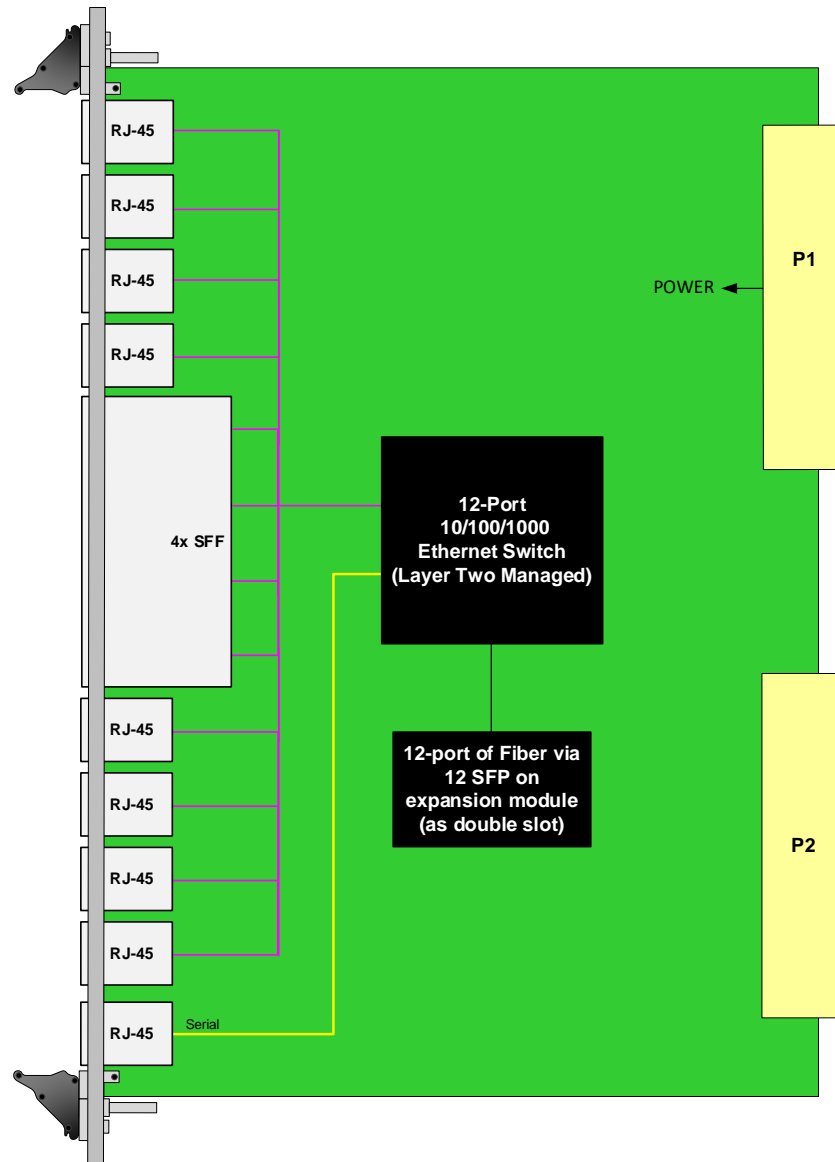 RJ-45
RJ-45
RJ-45
RJ-45
4x SFF
RJ-45
RJ-45
RJ-45
RJ-45
RJ-45
Serial
12-Port
10/100/1000
Ethernet Switch
(Layer Two Managed)
12-port of Fiber via
12 SFP on
expansion module
(as double slot)
POWER
P1
P2